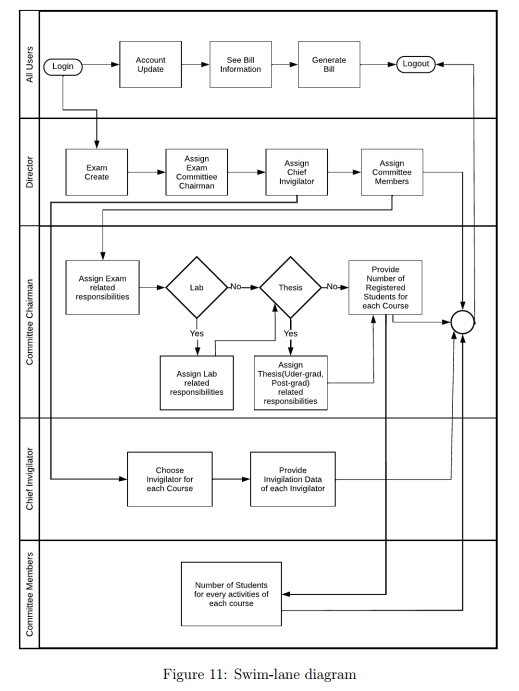 All Users
Login
Account
Update
See Bill
Information
Generate
Bill
Logout
Director
Exam
Create
Assign
Exam
Committiee
Chairman
Assign
Chief
Invigilator
Assign
Committee
Members
Committee Chairman
Assign Exam
related
responsibilities
Lab
No
Thesis
No
Provide
Number of
Registered
Students for
each Course
Yes
Yes
Assign Lab
related
responsibilities
Assign
Thesis(Uder-grad,
Post-grad)
related
responsibilities
Chief Invigilator
Choose
Invigilator for
each Course
Provide
Invigilation Data
of each Invigilator
Committee Members
Number of Students
for every activities of
each course
Figure 11: Swim-lane diagram